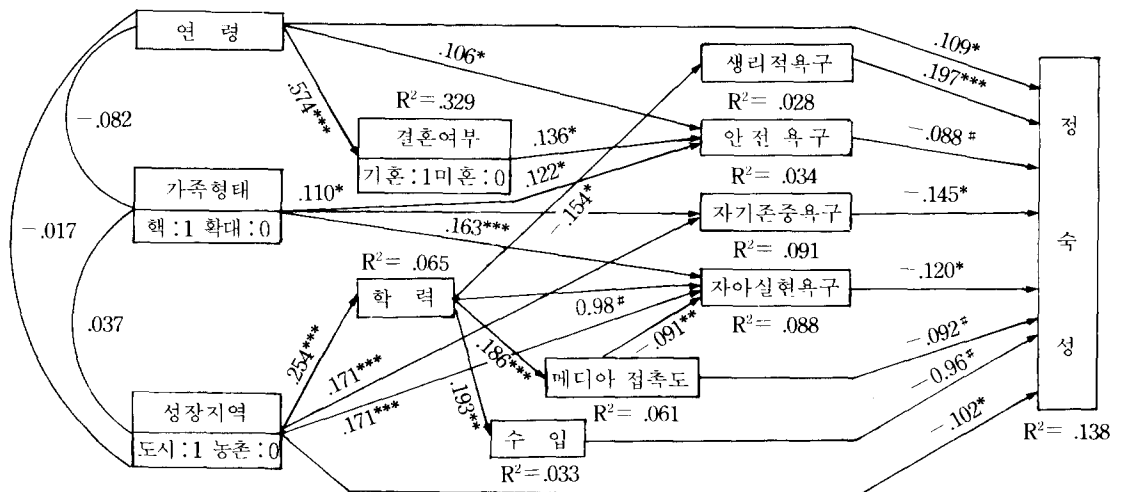 연 령
.106*
.109*
생리적욕구
.197***
R²= .028
−.082
.574***
R²= .329
결혼여부
기혼:1미혼:0
.136*
안전욕구
−.088#
R²= .034
가족형태
핵:1 확대:0
.110*
.122*
−.154*
자기존중욕구
−.145*
정
숙
성
−.017
.163***
R²= .091
R²= .065
학 력
0.98#
자아실현욕구
−.120*
R²= .088
.037
.254***
.171***
.171***
.186***
−.091**
−.092#
.193**
메디아 접촉도
R²= .061
−0.96#
성장지역
도시:1 농촌:0
수 입
R²=.033
−.102*
R²= .138